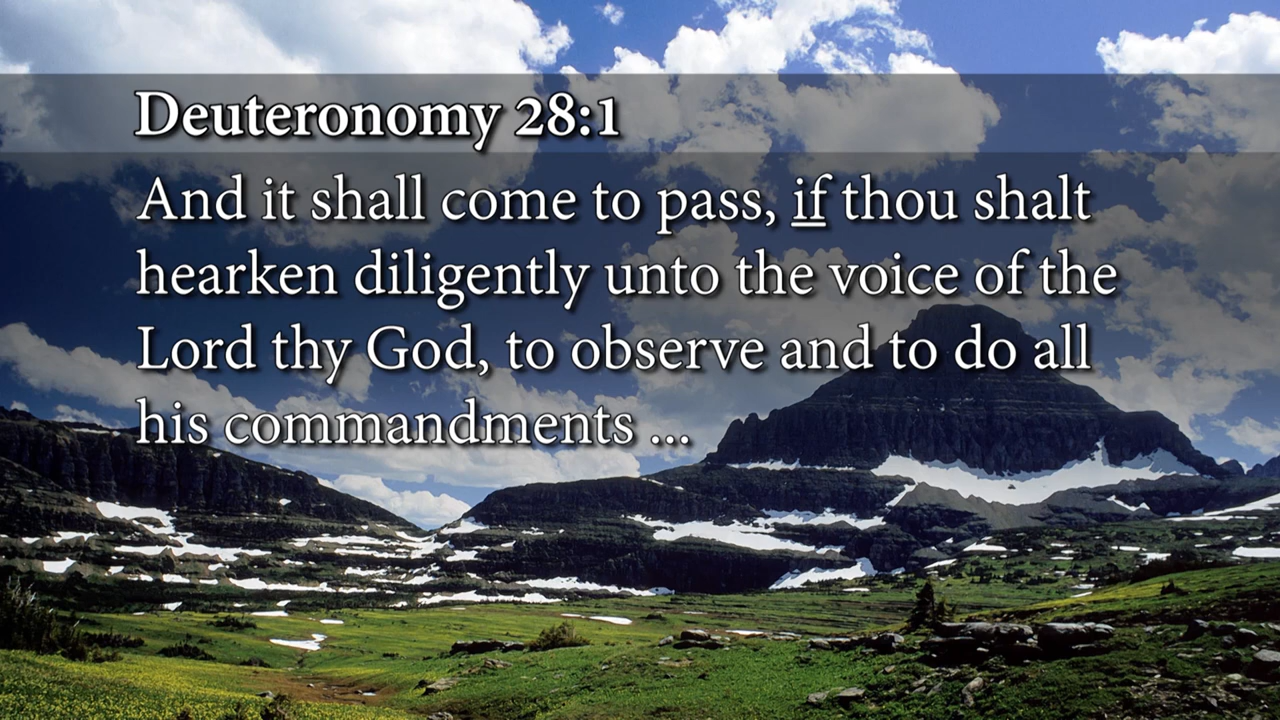 Deuteronomy 28:1
And it shall come to pass, if thou shalt
hearken diligently unto the voice of the
Lord thy God, to observe and to do all
his commandments ...